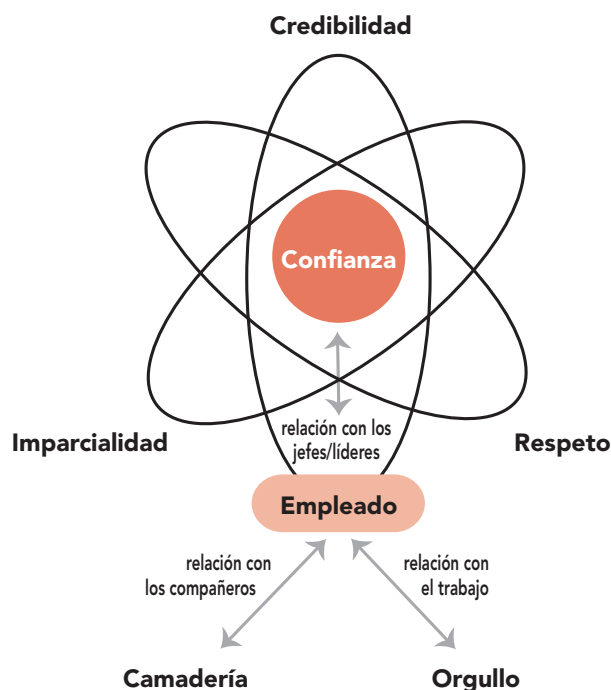 Credibilidad
Confianza
Imparcialidad
relación con los
jefes/líderes
Respeto
Empleado
relación con
los compañeros
relación con
el trabajo
Camadería
Orgullo